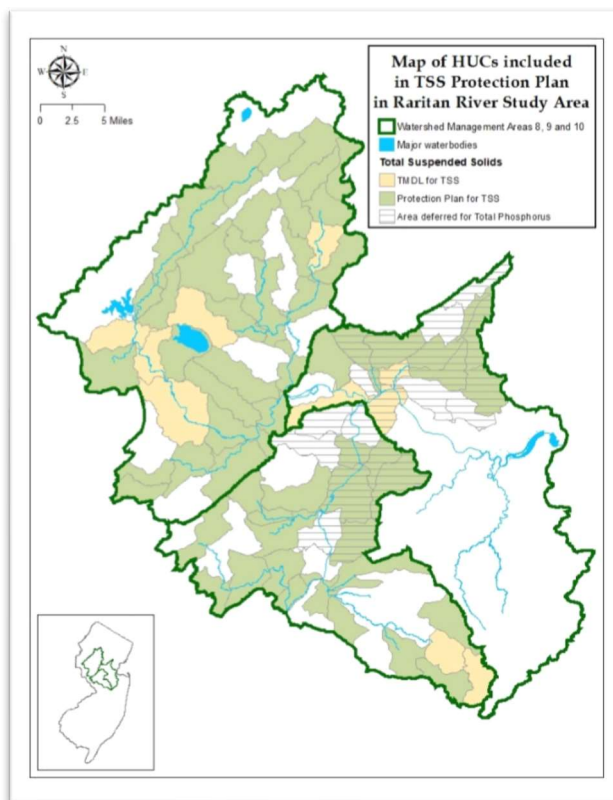 Map of HUCs included
in TSS Protection Plan
in Raritan River Study Area
N
W E
S
0 2.5 5 Miles
Watershed Management Areas 8, 9 and 10
Major waterbodies
Total Suspended Solids
TMDL for TSS
Protection Plan for TSS
Area deferred for Total Phosphorus